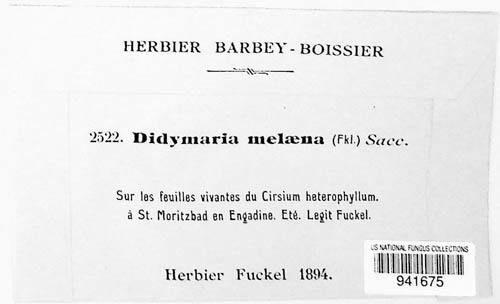 HERBIER BARBEY-BOISSIER
2522. Didymaria melæna (Fkl.) Sacc.
Sur les feuilles vivantes du Cirsium heterophyllum.
à St. Moritzbad en Engadine. Eté. Legit Fuckel.
US NATIONAL FUNGUS COLLECTIONS
941675
Herbier Fuckel 1894.